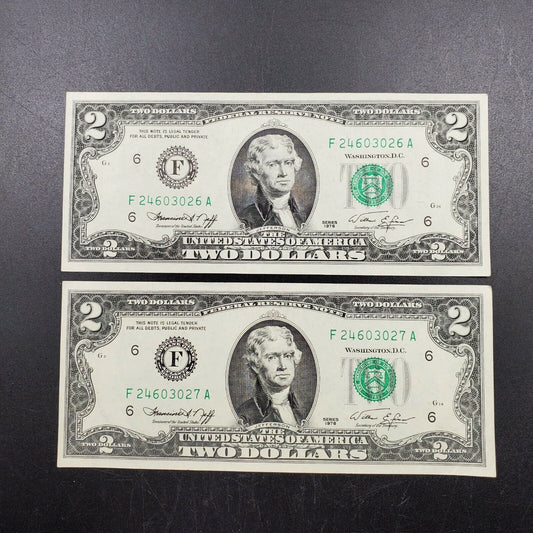 2
TWO DOLLARS
FEDERAL RESERVE NOTE
TWO DOLLARS
2
THIS NOTE IS LEGAL TENDER
FOR ALL DEBTS, PUBLIC AND PRIVATE
F 24603026 A
WASHINGTON, D.C.
6
F
6
F 24603026 A
TWO
6
SERIES
1976
6
THE
UNITED STATES OF AMERICA
2
TWO DOLLARS
2
2
TWO DOLLARS
FEDERAL RESERVE NOTE
TWO DOLLARS
2
THIS NOTE IS LEGAL TENDER
FOR ALL DEBTS, PUBLIC AND PRIVATE
F 24603027 A
WASHINGTON, D.C.
6
F
6
F 24603027 A
TWO
6
SERIES
1976
6
THE
UNITED STATES OF AMERICA
2
TWO DOLLARS
2